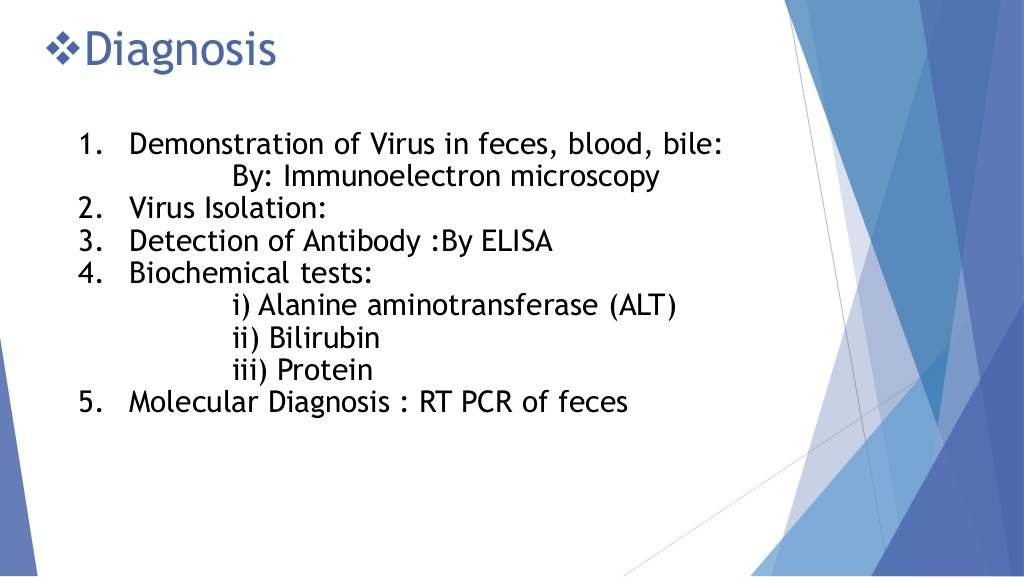 ❖Diagnosis
1. Demonstration of Virus in feces, blood, bile:
By: Immunoelectron microscopy
2. Virus Isolation:
3. Detection of Antibody :By ELISA
4. Biochemical tests:
i) Alanine aminotransferase (ALT)
ii) Bilirubin
iii) Protein
5. Molecular Diagnosis : RT PCR of feces